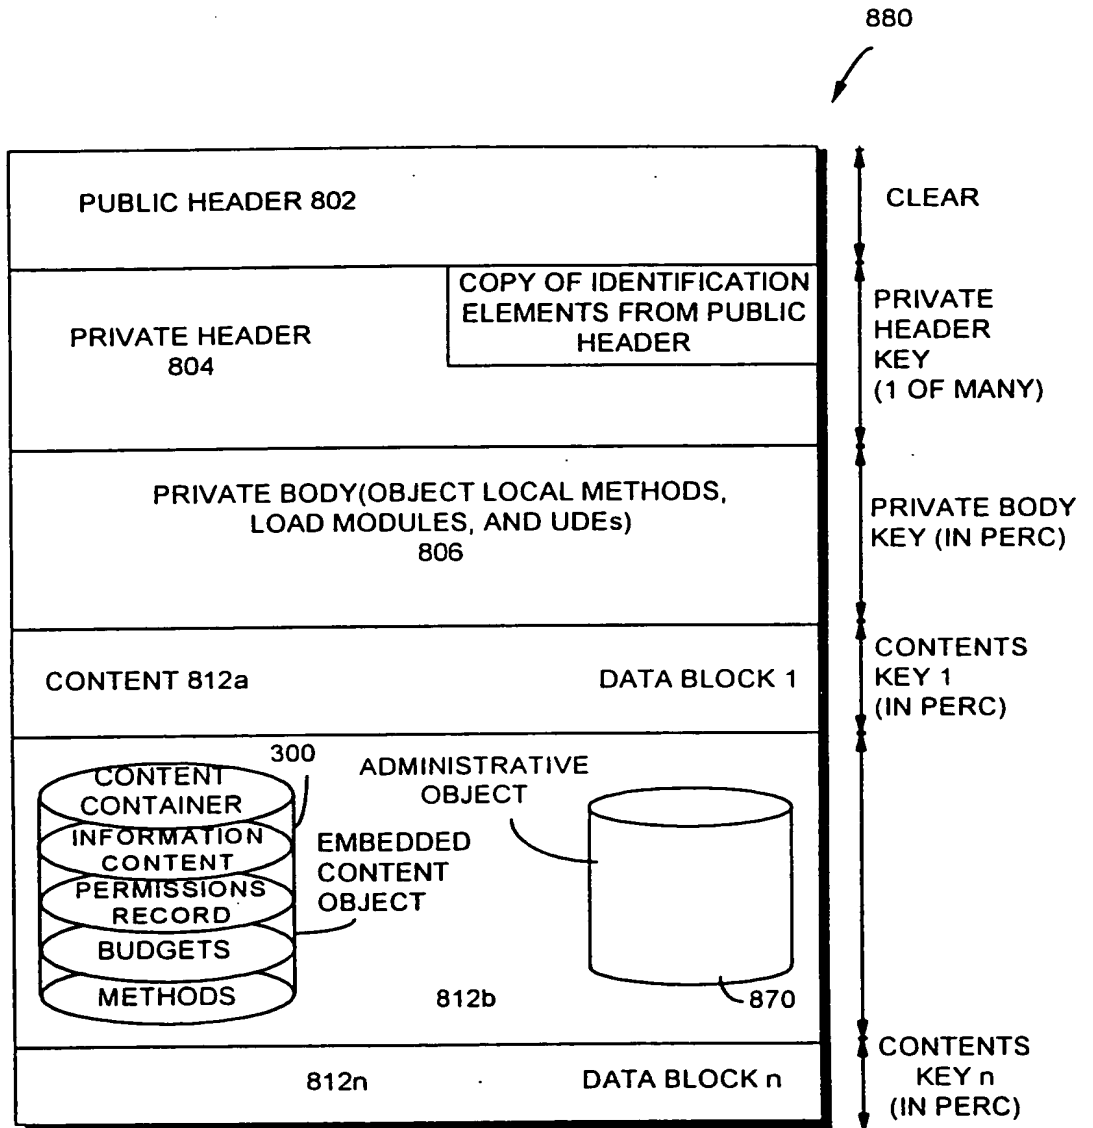 880
PUBLIC HEADER 802
CLEAR
COPY OF IDENTIFICATION
ELEMENTS FROM PUBLIC
HEADER
PRIVATE HEADER
804
PRIVATE
HEADER
KEY
(1 OF MANY)
PRIVATE BODY(OBJECT LOCAL METHODS,
LOAD MODULES, AND UDEs)
806
PRIVATE BODY
KEY (IN PERC)
CONTENT 812a
DATA BLOCK 1
CONTENTS
KEY 1
(IN PERC)
300
CONTENT
CONTAINER
INFORMATION
CONTENT
PERMISSIONS
RECORD
BUDGETS
METHODS
EMBEDDED
CONTENT
OBJECT
ADMINISTRATIVE
OBJECT
812b
870
812n
DATA BLOCK n
CONTENTS
KEY n
(IN PERC)